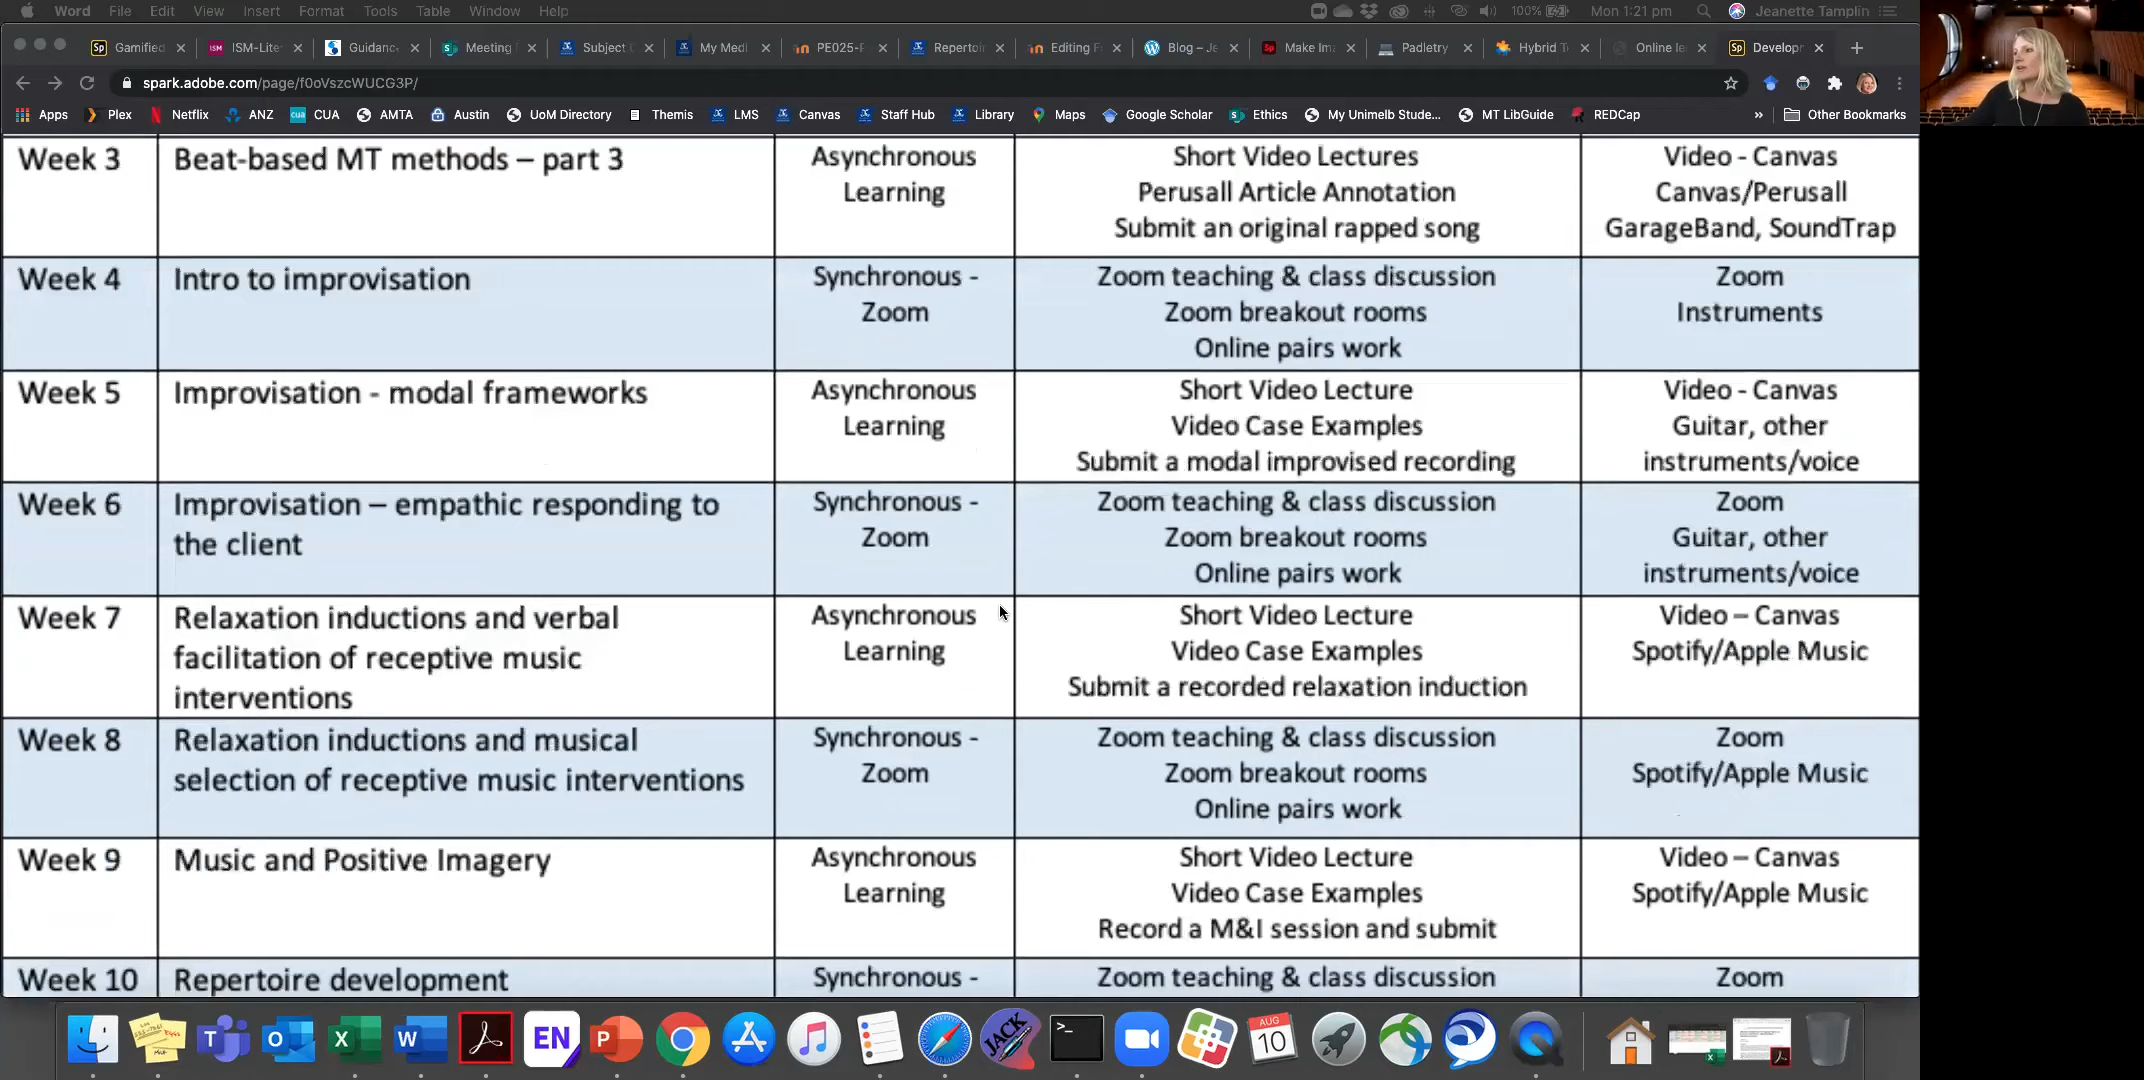 Word File Edit View Insert Format Tools Table Window Help 100% Mon 1:21 pm Jeanette Tamplin
Gamified ISM-Lite Guidanc Meeting Subject My Medi PE025- Repertoi Editing F Blog – Je Make Im Padletry Hybrid T Online le Develop
spark.adobe.com/page/f0oVszcWUCG3P/
Apps Plex Netflix ANZ CUA AMTA Austin UoM Directory Themis LMS Canvas Staff Hub Library Maps Google Scholar Ethics My Unimelb Stude... MT LibGuide REDCap » Other Bookmarks
Week 3
Beat-based MT methods – part 3
Asynchronous
Learning
Short Video Lectures
Perusall Article Annotation
Submit an original rapped song
Video - Canvas
Canvas/Perusall
GarageBand, SoundTrap
Week 4
Intro to improvisation
Synchronous -
Zoom
Zoom teaching & class discussion
Zoom breakout rooms
Online pairs work
Zoom
Instruments
Week 5
Improvisation - modal frameworks
Asynchronous
Learning
Short Video Lecture
Video Case Examples
Submit a modal improvised recording
Video - Canvas
Guitar, other
instruments/voice
Week 6
Improvisation – empathic responding to
the client
Synchronous -
Zoom
Zoom teaching & class discussion
Zoom breakout rooms
Online pairs work
Zoom
Guitar, other
instruments/voice
Week 7
Relaxation inductions and verbal
facilitation of receptive music
interventions
Asynchronous
Learning
Short Video Lecture
Video Case Examples
Submit a recorded relaxation induction
Video – Canvas
Spotify/Apple Music
Week 8
Relaxation inductions and musical
selection of receptive music interventions
Synchronous -
Zoom
Zoom teaching & class discussion
Zoom breakout rooms
Online pairs work
Zoom
Spotify/Apple Music
Week 9
Music and Positive Imagery
Asynchronous
Learning
Short Video Lecture
Video Case Examples
Record a M&I session and submit
Video – Canvas
Spotify/Apple Music
Week 10
Repertoire development
Synchronous -
Zoom teaching & class discussion
Zoom
EN
JACK
AUG
10